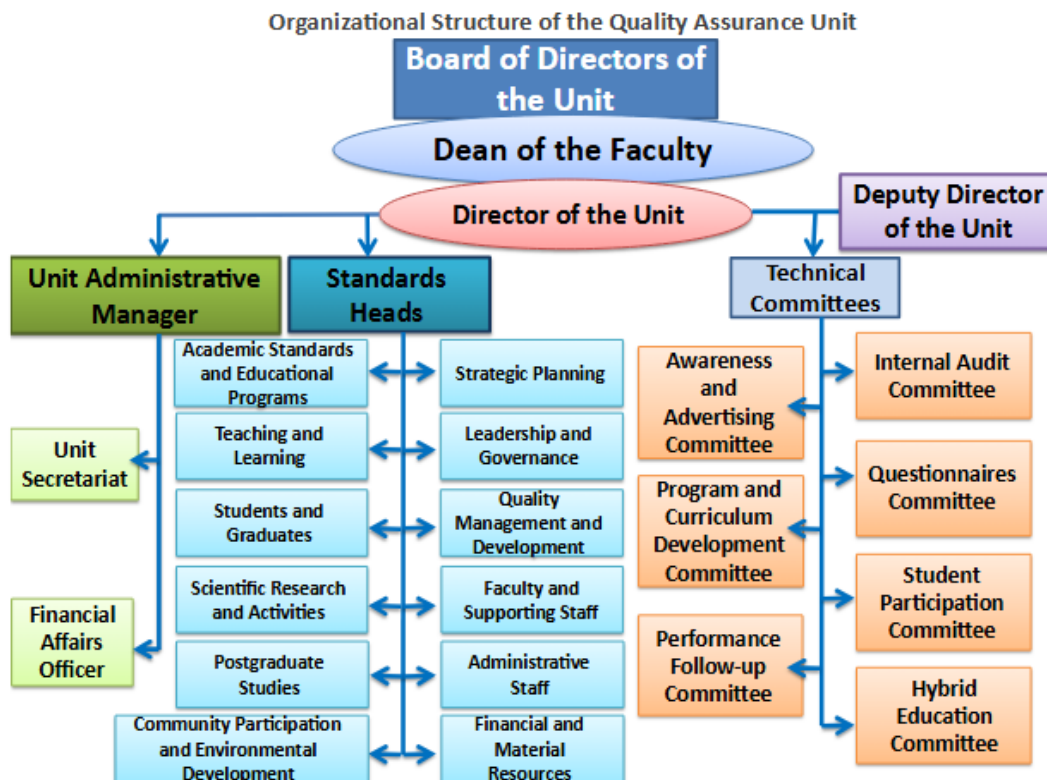 Organizational Structure of the Quality Assurance Unit
Board of Directors of
the Unit
Dean of the Faculty
Director of the Unit
Deputy Director
of the Unit
Unit Administrative
Manager
Standards
Heads
Technical
Committees
Unit
Secretariat
Financial
Affairs
Officer
Academic Standards
and Educational
Programs
Strategic Planning
Teaching and
Learning
Leadership and
Governance
Students and
Graduates
Quality
Management and
Development
Scientific Research
and Activities
Faculty and
Supporting Staff
Postgraduate
Studies
Administrative
Staff
Community Participation
and Environmental
Development
Financial and
Material
Resources
Awareness
and
Advertising
Committee
Internal Audit
Committee
Program and
Curriculum
Development
Committee
Questionnaires
Committee
Performance
Follow-up
Committee
Student
Participation
Committee
Hybrid
Education
Committee